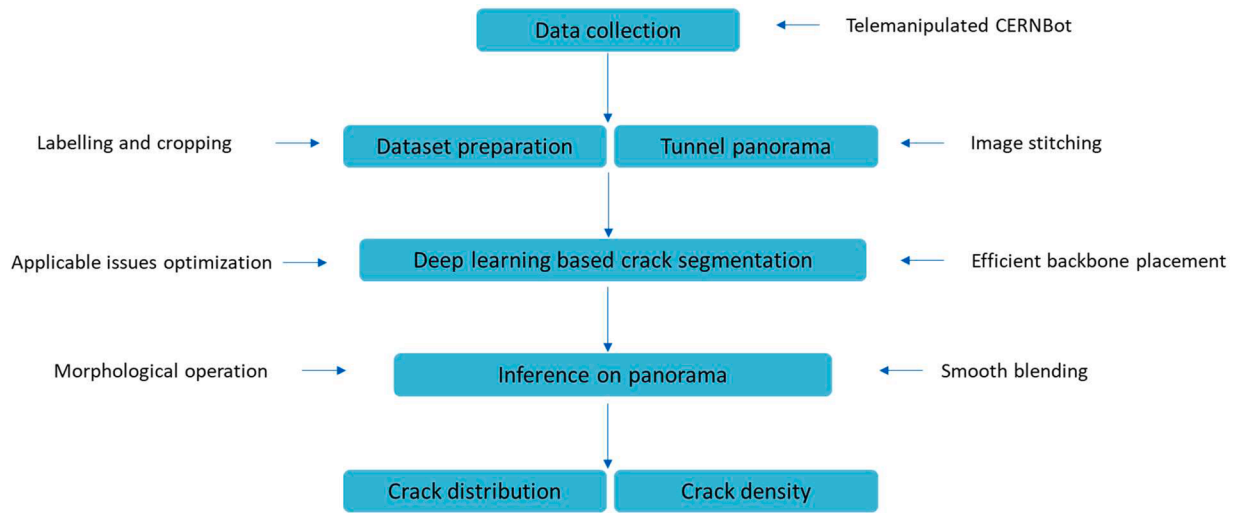 Data collection
Telemanipulated CERNBot
Labelling and cropping
Dataset preparation
Tunnel panorama
Image stitching
Applicable issues optimization
Deep learning based crack segmentation
Efficient backbone placement
Morphological operation
Inference on panorama
Smooth blending
Crack distribution
Crack density